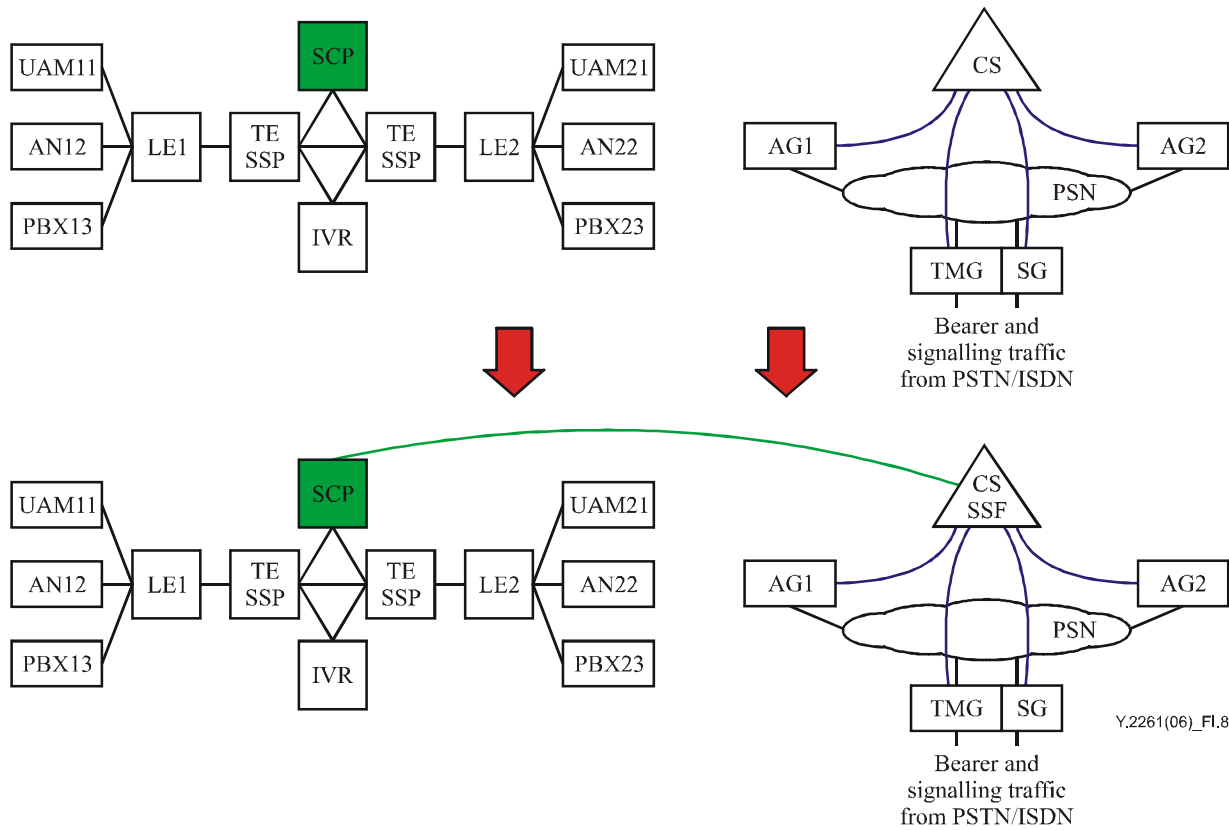 SCP
UAM11
UAM21
CS
AN12
LE1
TE
SSP
TE
SSP
LE2
AN22
AG1
AG2
PSN
PBX13
IVR
PBX23
TMG
SG
Bearer and
signalling traffic
from PSTN/ISDN
SCP
UAM11
UAM21
CS
SSF
AN12
LE1
TE
SSP
TE
SSP
LE2
AN22
AG1
AG2
PSN
PBX13
IVR
PBX23
TMG
SG
Y.2261(06)_FI.8
Bearer and
signalling traffic
from PSTN/ISDN